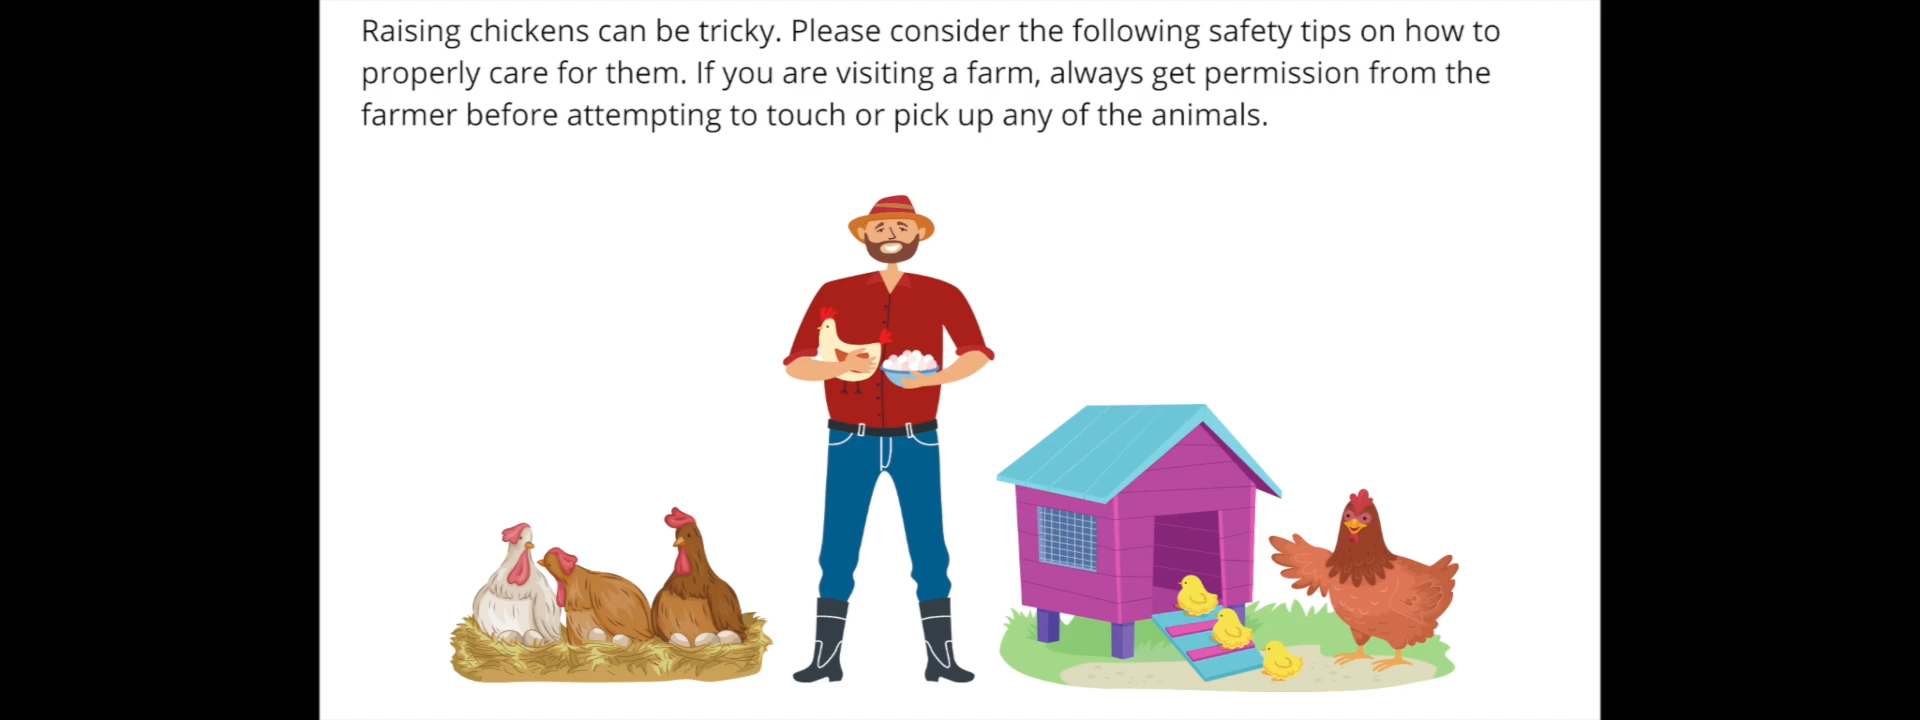 Raising chickens can be tricky. Please consider the following safety tips on how to
properly care for them. If you are visiting a farm, always get permission from the
farmer before attempting to touch or pick up any of the animals.